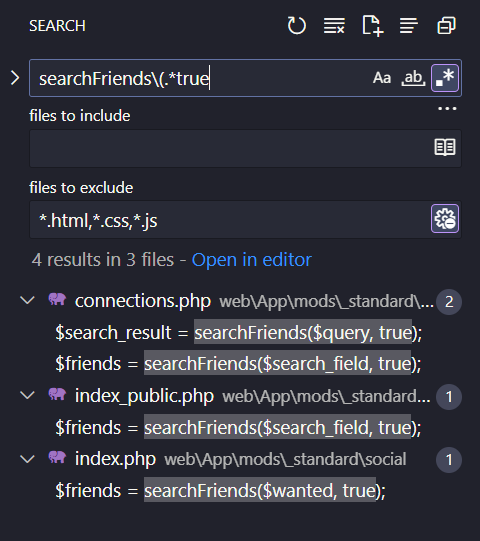 SEARCH
searchFriends\(.*true
Aa ab .*
files to include
files to exclude
*.html,*.css,*.js
4 results in 3 files - Open in editor
connections.php web\App\mods\_standard\... 2
$search_result = searchFriends($query, true);
$friends = searchFriends($search_field, true);
index_public.php web\App\mods\_standard... 1
$friends = searchFriends($search_field, true);
index.php web\App\mods\_standard\social 1
$friends = searchFriends($wanted, true);